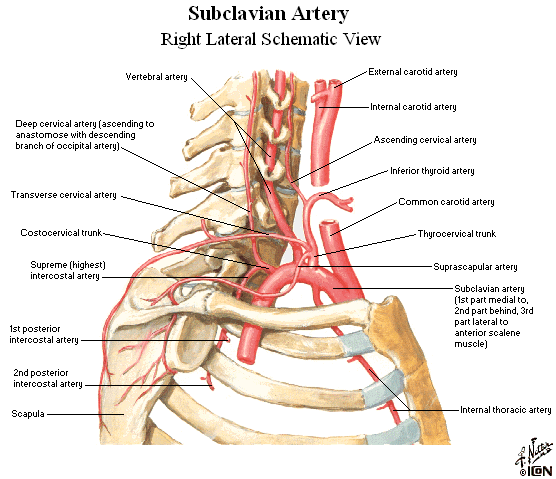 Subclavian Artery
Right Lateral Schematic View
Vertebral artery
Deep cervical artery (ascending to
anastomose with descending
branch of occipital artery)
Transverse cervical artery
Costocervical trunk
Supreme (highest)
intercostal artery
1st posterior
intercostal artery
2nd posterior
intercostal artery
Scapula
External carotid artery
Internal carotid artery
Ascending cervical artery
Inferior thyroid artery
Common carotid artery
Thyrocervical trunk
Suprascapular artery
Subclavian artery
(1st part medial to,
2nd part behind, 3rd
part lateral to
anterior scalene
muscle)
Internal thoracic artery
F. Netter
© ICON